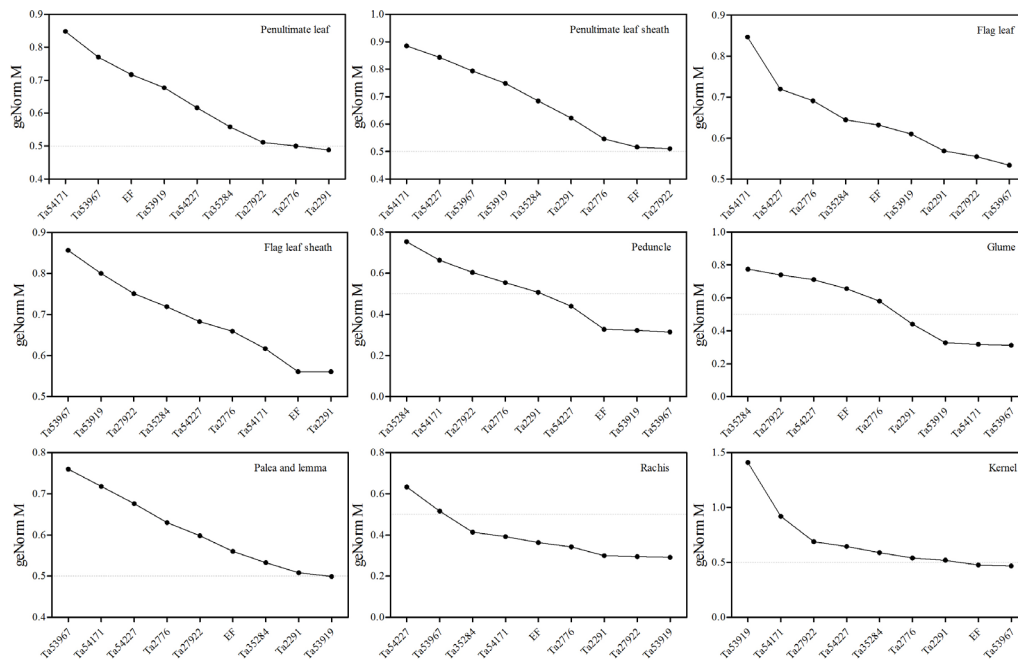 Penultimate leaf
geNorm M
0.9
0.8
0.7
0.6
0.5
0.4
Ta54171
Ta53967
EF
Ta53919
Ta54227
Ta35284
Ta27922
Ta2776
Ta2291
Penultimate leaf sheath
geNorm M
1.0
0.9
0.8
0.7
0.6
0.5
0.4
Ta54171
Ta54227
Ta53967
Ta53919
Ta35284
Ta2291
Ta2776
EF
Ta27922
Flag leaf
geNorm M
0.9
0.8
0.7
0.6
0.5
Ta54171
Ta54227
Ta2776
Ta35284
EF
Ta53919
Ta2291
Ta27922
Ta53967
Flag leaf sheath
geNorm M
0.9
0.8
0.7
0.6
0.5
Ta53967
Ta53919
Ta27922
Ta35284
Ta54227
Ta2776
Ta54171
EF
Ta2291
Peduncle
geNorm M
0.8
0.6
0.4
0.2
0.0
Ta35284
Ta54171
Ta27922
Ta2776
Ta2291
Ta54227
EF
Ta53919
Ta53967
Glume
geNorm M
1.0
0.8
0.6
0.4
0.2
0.0
Ta35284
Ta27922
Ta54227
EF
Ta2776
Ta2291
Ta53919
Ta54171
Ta53967
Palea and lemma
geNorm M
0.8
0.7
0.6
0.5
0.4
Ta53967
Ta54171
Ta54227
Ta2776
Ta27922
EF
Ta35284
Ta2291
Ta53919
Rachis
geNorm M
0.8
0.6
0.4
0.2
0.0
Ta54227
Ta53967
Ta35284
Ta54171
EF
Ta2776
Ta2291
Ta27922
Ta53919
Kernel
geNorm M
1.5
1.0
0.5
0.0
Ta53919
Ta54171
Ta27922
Ta54227
Ta35284
Ta2776
Ta2291
EF
Ta53967